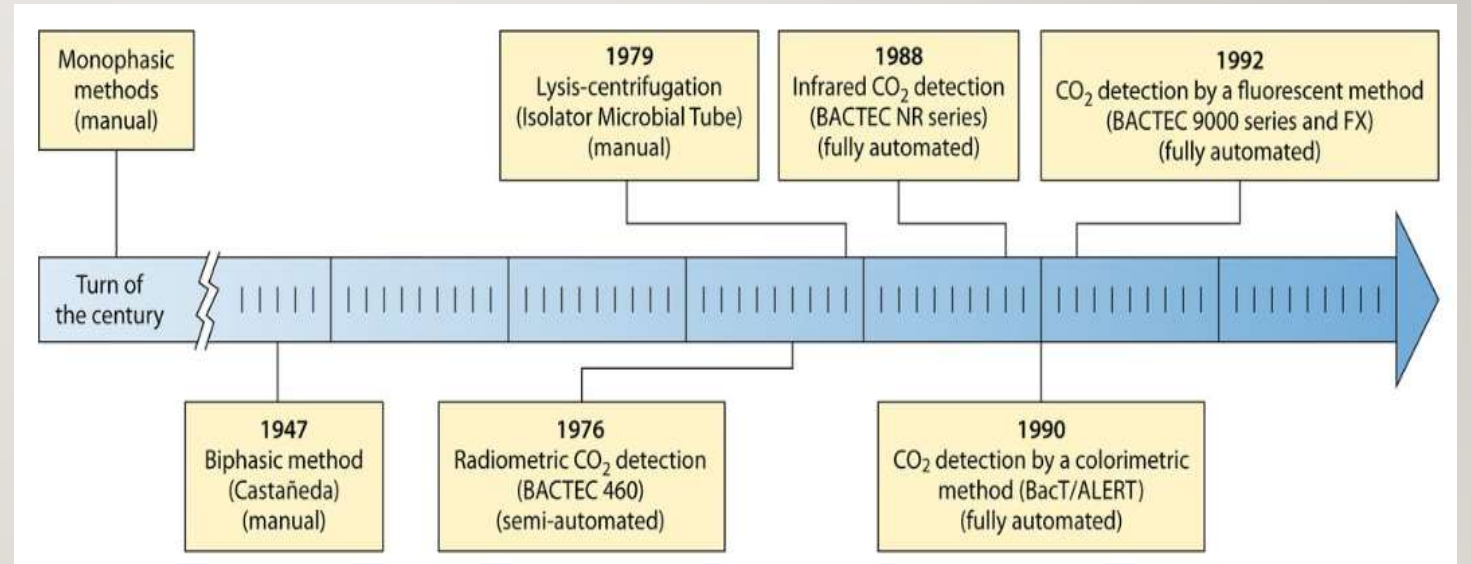 Monophasic
methods
(manual)
1979
Lysis-centrifugation
(Isolator Microbial Tube)
(manual)
1988
Infrared CO₂ detection
(BACTEC NR series)
(fully automated)
1992
CO₂ detection by a fluorescent method
(BACTEC 9000 series and FX)
(fully automated)
Turn of
the century
1947
Biphasic method
(Castañeda)
(manual)
1976
Radiometric CO₂ detection
(BACTEC 460)
(semi-automated)
1990
CO₂ detection by a colorimetric
method (BacT/ALERT)
(fully automated)